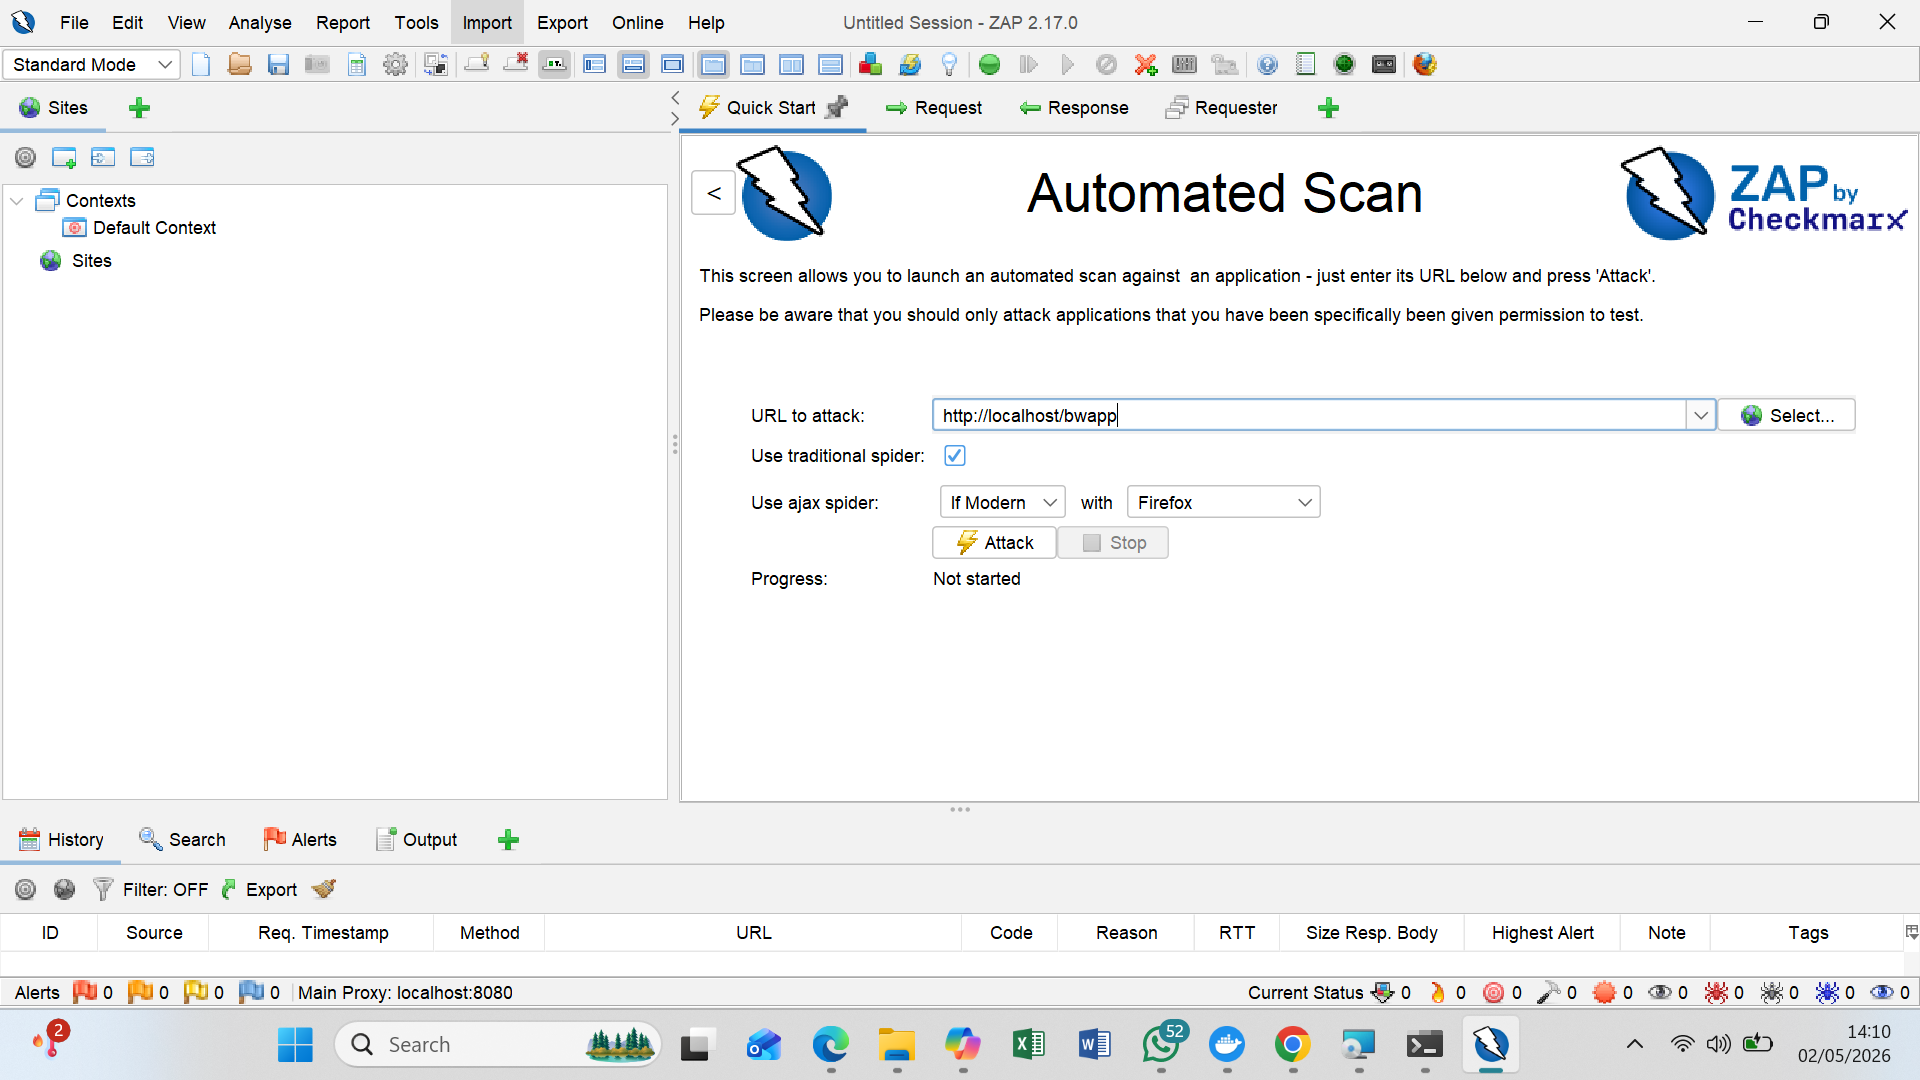 File Edit View Analyse Report Tools Import Export Online Help Untitled Session - ZAP 2.17.0
Standard Mode
Sites
Quick Start Request Response Requester
Contexts
Default Context
Sites
<
Automated Scan
ZAP by
Checkmarx
This screen allows you to launch an automated scan against an application - just enter its URL below and press 'Attack'.
Please be aware that you should only attack applications that you have been specifically been given permission to test.
URL to attack: http://localhost/bwapp Select...
Use traditional spider:
Use ajax spider: If Modern with Firefox
Attack Stop
Progress: Not started
History Search Alerts Output
Filter: OFF Export
ID Source Req. Timestamp Method URL Code Reason RTT Size Resp. Body Highest Alert Note Tags
Alerts 0 0 0 0 Main Proxy: localhost:8080 Current Status 0 0 0 0 0 0 0 0 0 0
2 Search 52 14:10
02/05/2026